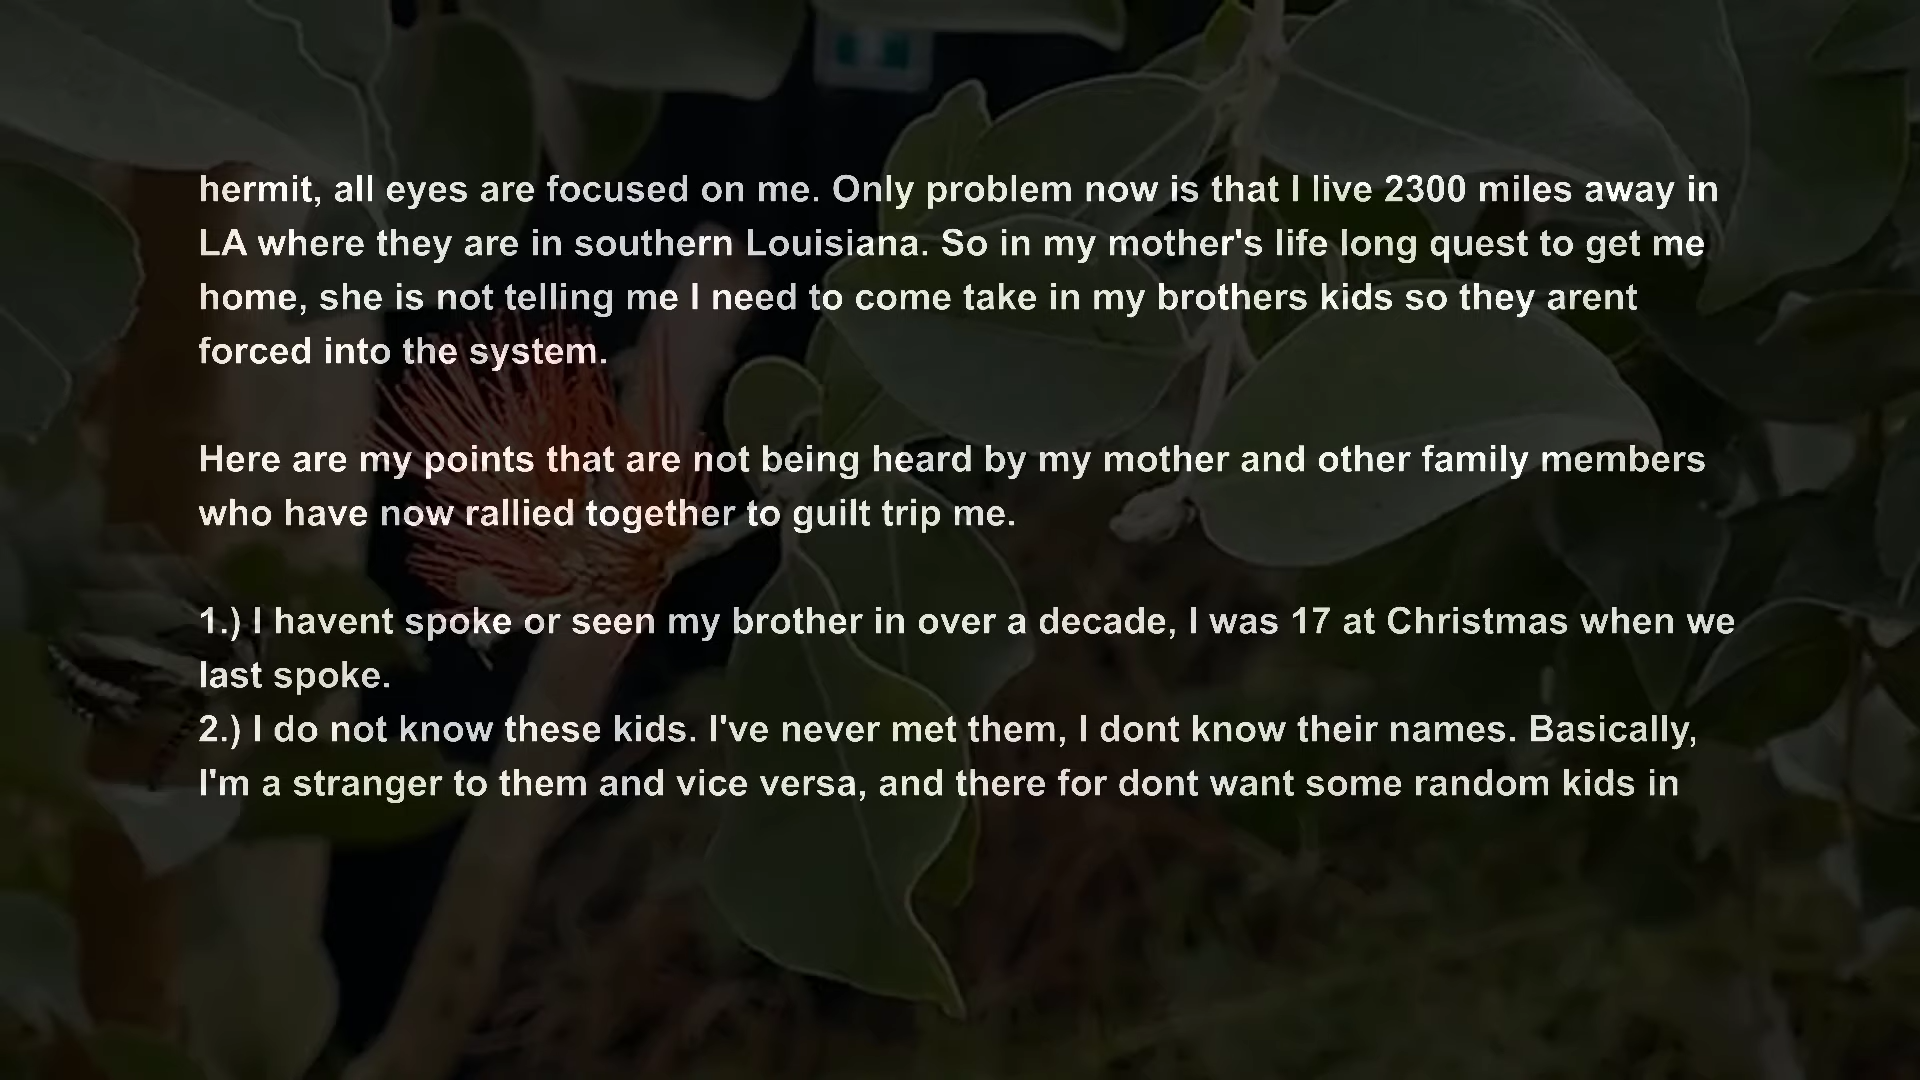 hermit, all eyes are focused on me. Only problem now is that I live 2300 miles away in
LA where they are in southern Louisiana. So in my mother's life long quest to get me
home, she is not telling me I need to come take in my brothers kids so they arent
forced into the system.
Here are my points that are not being heard by my mother and other family members
who have now rallied together to guilt trip me.
1.) I havent spoke or seen my brother in over a decade, I was 17 at Christmas when we
last spoke.
2.) I do not know these kids. I've never met them, I dont know their names. Basically,
I'm a stranger to them and vice versa, and there for dont want some random kids in